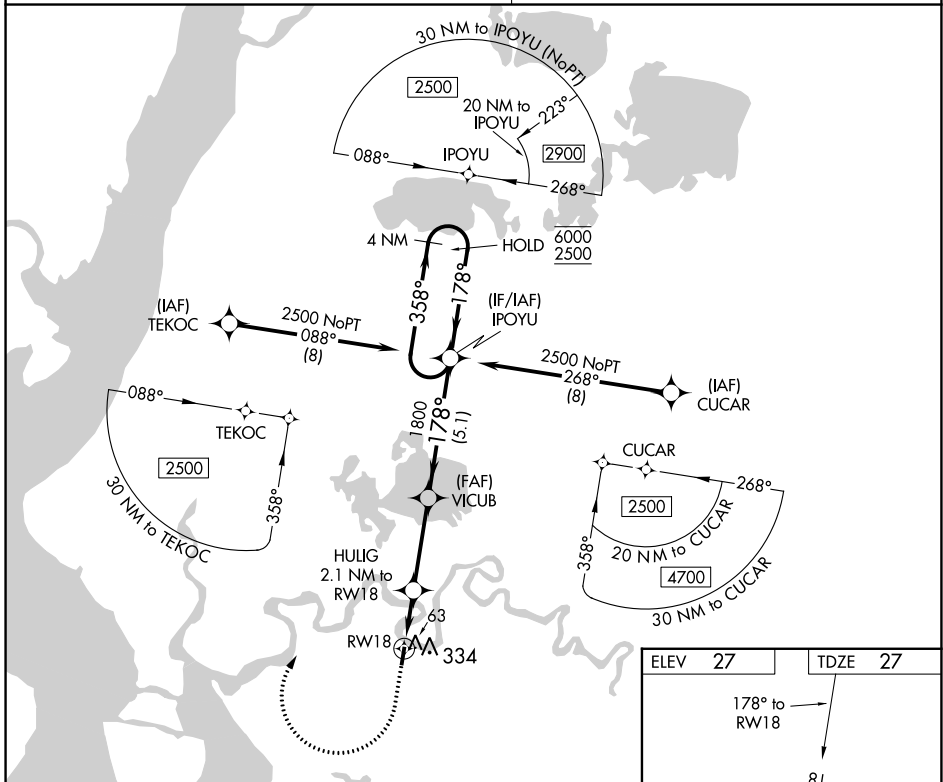 30 NM to IPOYU (NoPT)
2500
20 NM to
IPOYU
223°
2900
088°
IPOYU
268°
4 NM
HOLD
6000
2500
358°
178°
(IF/IAF)
IPOYU
(IAF)
TEKOC
2500 NoPT
088°
(8)
2500 NoPT
268°
(8)
(IAF)
CUCAR
088°
TEKOC
2500
358°
30 NM to TEKOC
1800
178°
(5.1)
(FAF)
VICUB
CUCAR
268°
2500
358°
20 NM to CUCAR
4700
30 NM to CUCAR
HULIG
2.1 NM to
RW18
63
RW18
334
ELEV 27
TDZE 27
178° to
RW18